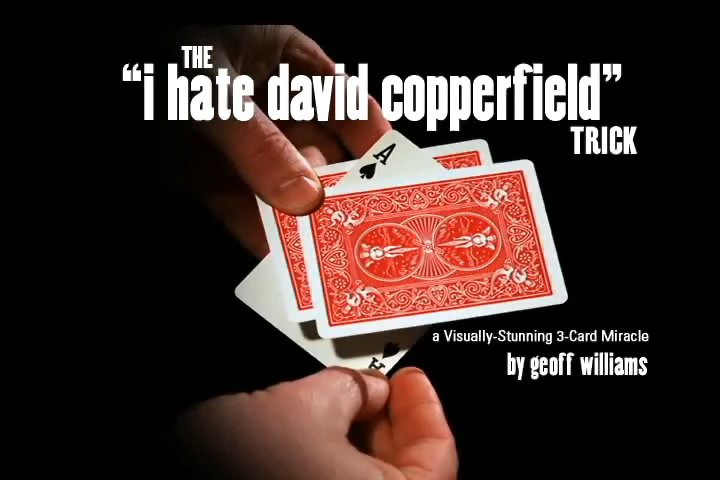 THE
“i hate david copperfield”
TRICK
A
a Visually-Stunning 3-Card Miracle
by geoff williams
A